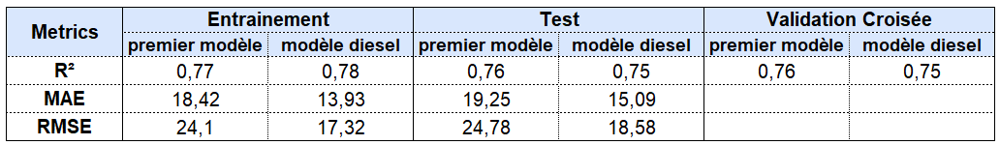 Metrics Entrainement Test Validation Croisée
premier modèle modèle diesel premier modèle modèle diesel premier modèle modèle diesel
R² 0,77 0,78 0,76 0,75 0,76 0,75
MAE 18,42 13,93 19,25 15,09
RMSE 24,1 17,32 24,78 18,58